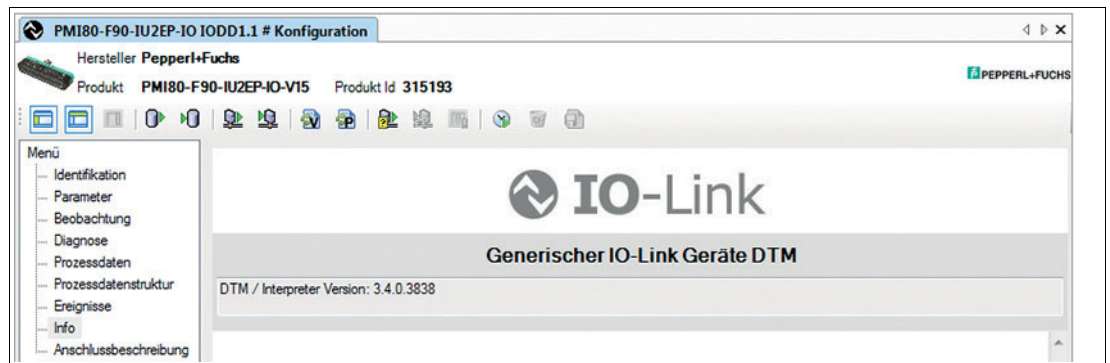 PMI80-F90-IU2EP-IO IODD1.1 # Konfiguration
Hersteller Pepperl+Fuchs
Produkt PMI80-F90-IU2EP-IO-V15 Produkt Id 315193
PEPPERL+FUCHS
Menü
Identifikation
Parameter
Beobachtung
Diagnose
Prozessdaten
Prozessdatenstruktur
Ereignisse
Info
Anschlussbeschreibung
IO-Link
Generischer IO-Link Geräte DTM
DTM / Interpreter Version: 3.4.0.3838